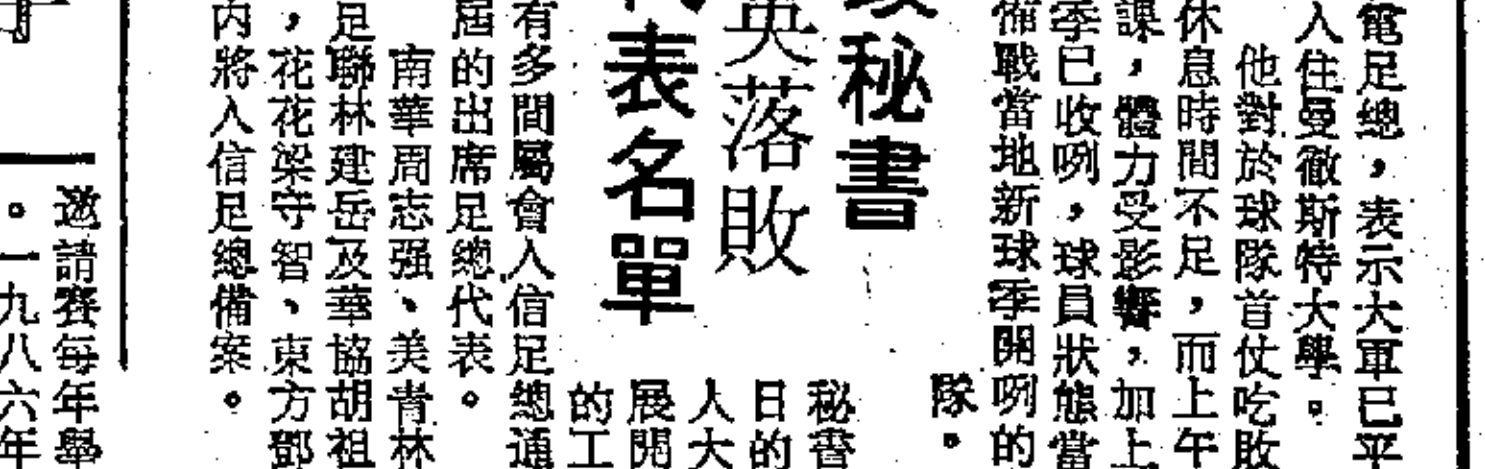 電足總，表示大軍已平
入住曼徹斯特大學。
他對於球隊首仗吃敗
休息時間不足，而上午
課，體力受影響，加上
季已收咧，球員狀態當
備戰當地新球季開咧的
隊。
秘書
秘書
英落敗
日的
人大
表名單
展開
的工
有多間屬會入信足總通
屆的出席足總代表。
南華周志强、美青林
足聯林建岳及華協胡祖
，花花梁守智、東方鄧
內將入信足總備案。
邀請賽每年舉
。一九八六年